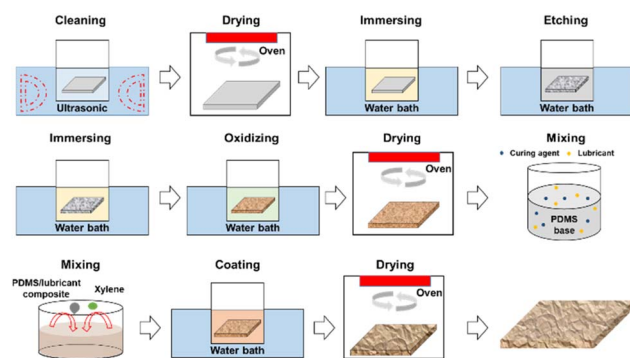 Cleaning
Drying
Immersing
Etching
Oven
Ultrasonic
Water bath
Water bath
Immersing
Oxidizing
Drying
Mixing
Oven
Curing agent
Lubricant
Water bath
Water bath
PDMS
base
Mixing
Coating
Drying
PDMS/lubricant
composite
Xylene
Oven
Water bath